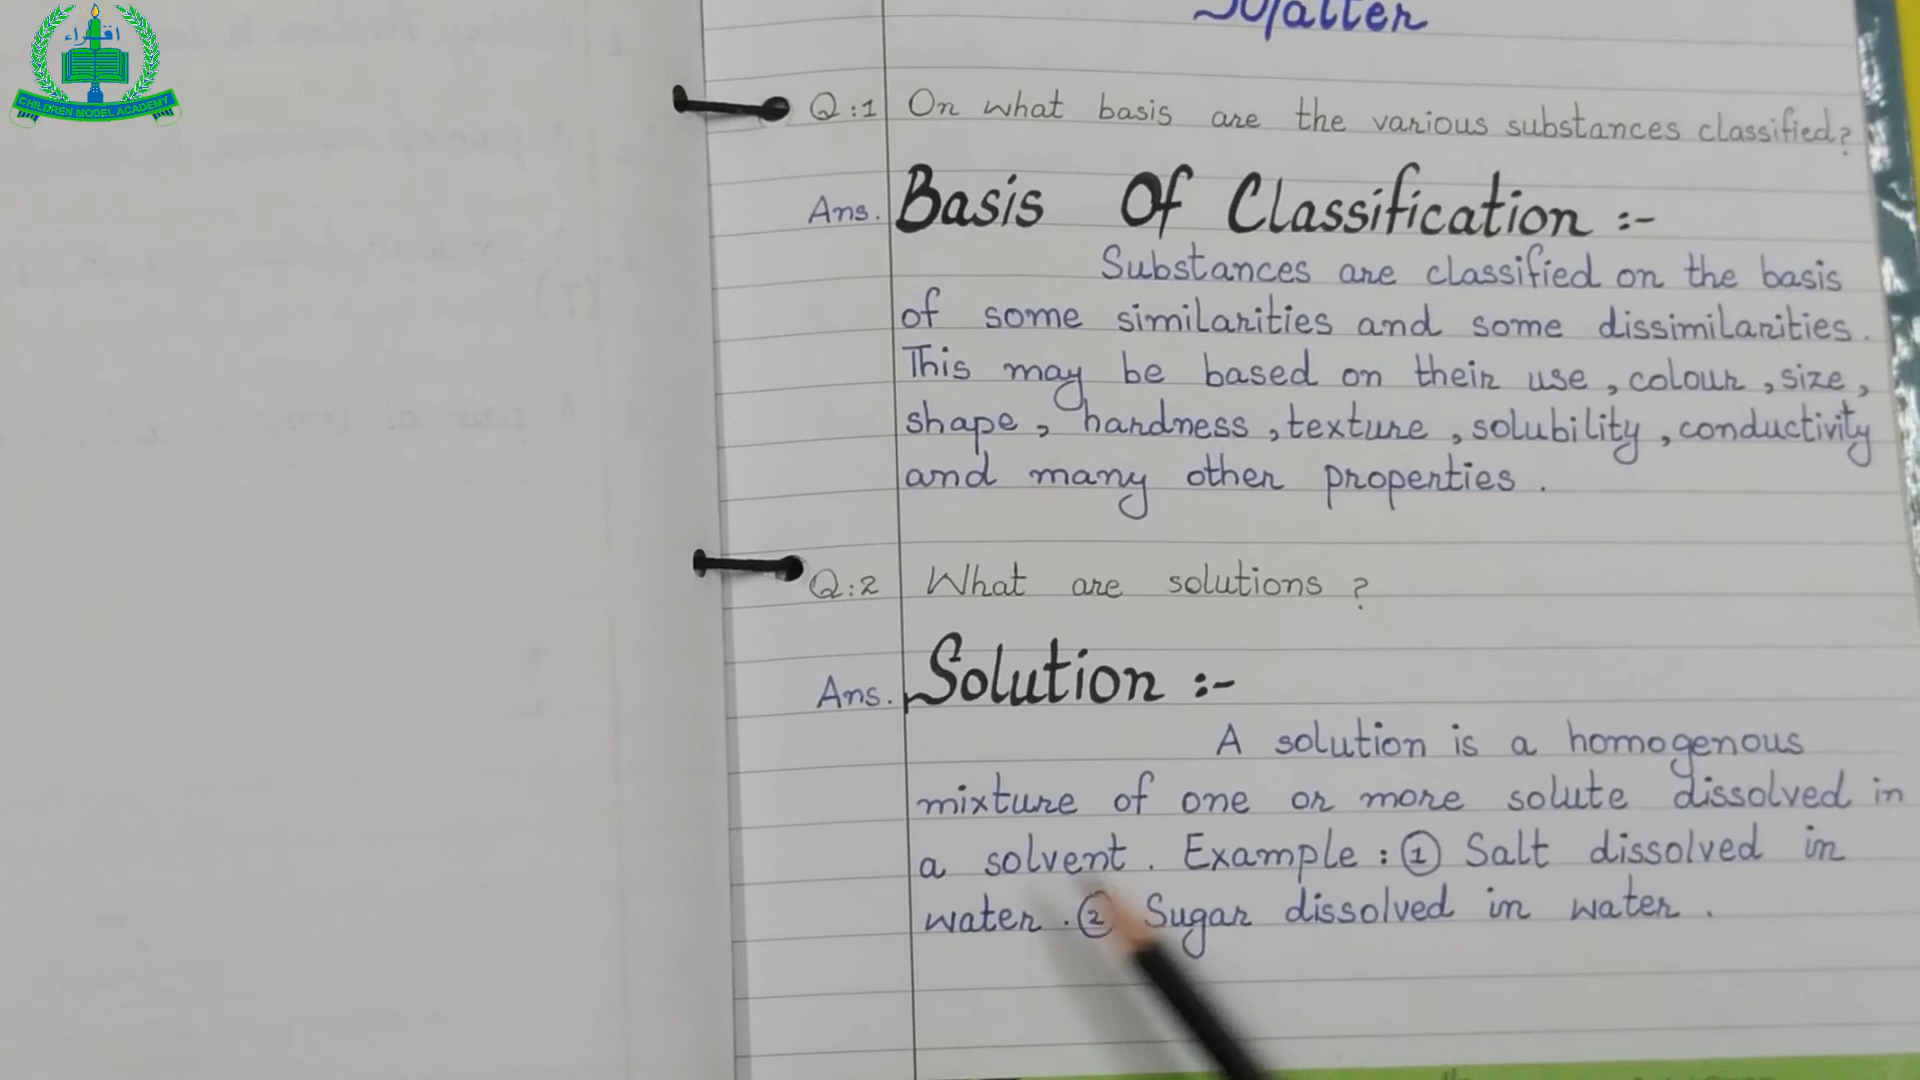 اقراء
CHILDREN MODEL ACADEMY
Matter
Q:1 On what basis are the various substances classified?
Ans. Basis Of Classification :-
Substances are classified on the basis
of some similarities and some dissimilarities.
This may be based on their use, colour, size,
shape, hardness, texture, solubility, conductivity
and many other properties.
Q:2 What are solutions?
Ans. Solution :-
A solution is a homogenous
mixture of one or more solute dissolved in
a solvent. Example: ① Salt dissolved in
water. ② Sugar dissolved in water.